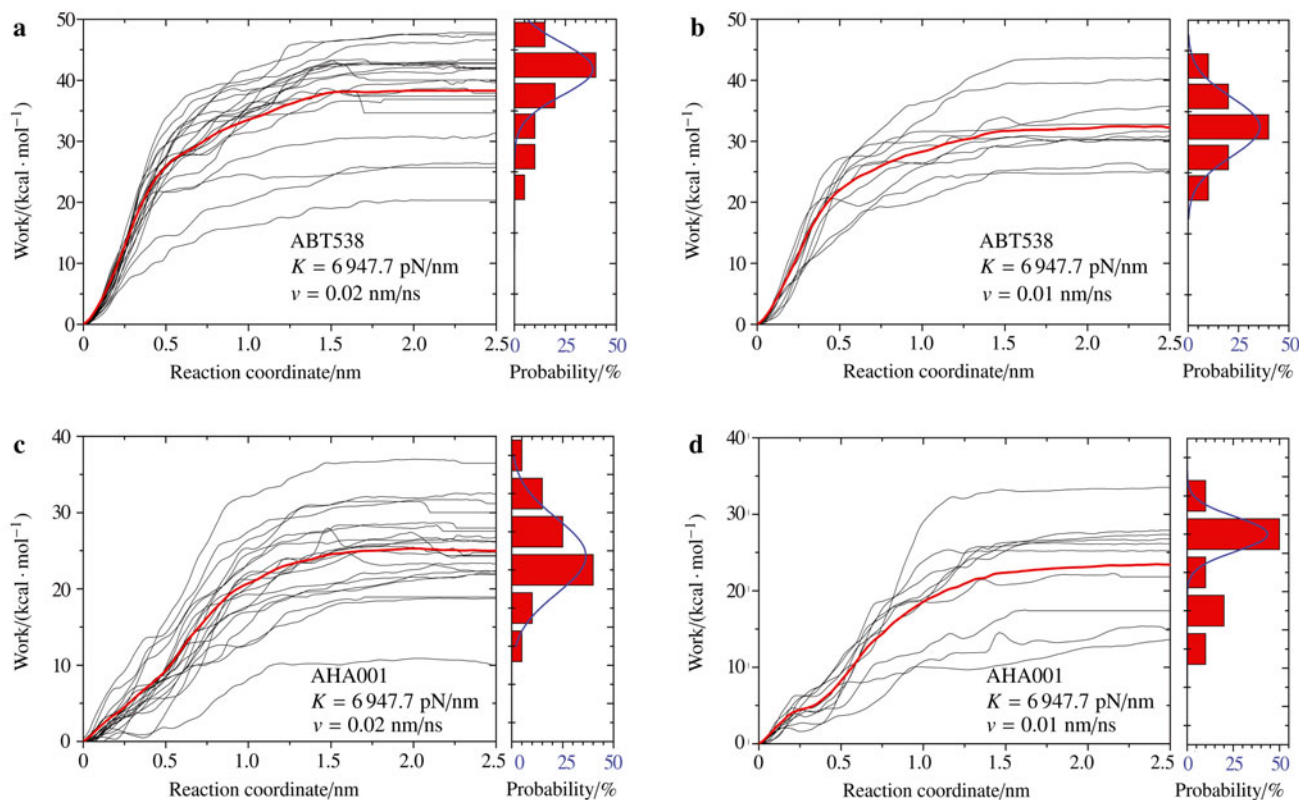 a
50
40
30
20
10
0
Work/(kcal · mol⁻¹)
ABT538
K = 6 947.7 pN/nm
v = 0.02 nm/ns
0 0.5 1.0 1.5 2.0 2.5
Reaction coordinate/nm
0 25 50
Probability/%
b
50
40
30
20
10
0
Work/(kcal · mol⁻¹)
ABT538
K = 6 947.7 pN/nm
v = 0.01 nm/ns
0 0.5 1.0 1.5 2.0 2.5
Reaction coordinate/nm
0 25 50
Probability/%
c
40
30
20
10
0
Work/(kcal · mol⁻¹)
AHA001
K = 6 947.7 pN/nm
v = 0.02 nm/ns
0 0.5 1.0 1.5 2.0 2.5
Reaction coordinate/nm
0 25 50
Probability/%
d
40
30
20
10
0
Work/(kcal · mol⁻¹)
AHA001
K = 6 947.7 pN/nm
v = 0.01 nm/ns
0 0.5 1.0 1.5 2.0 2.5
Reaction coordinate/nm
0 25 50
Probability/%